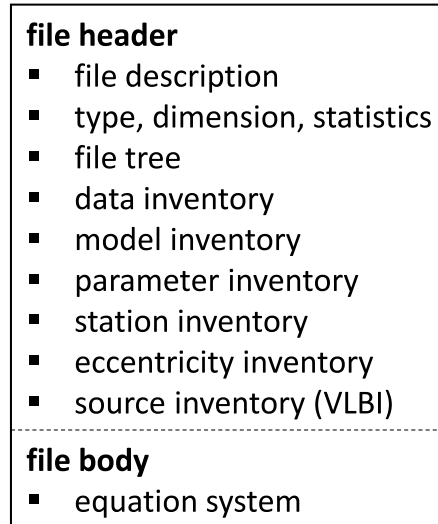 file header
▪ file description
▪ type, dimension, statistics
▪ file tree
▪ data inventory
▪ model inventory
▪ parameter inventory
▪ station inventory
▪ eccentricity inventory
▪ source inventory (VLBI)
file body
▪ equation system